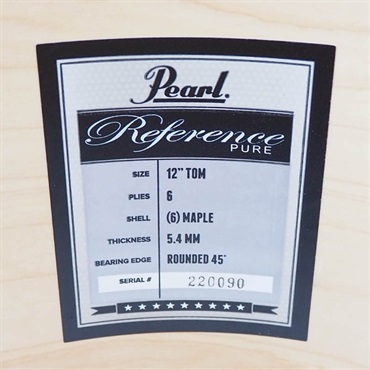 Pearl.
Reference
PURE
SIZE 12" TOM
PLIES 6
SHELL (6) MAPLE
THICKNESS 5.4 MM
BEARING EDGE ROUNDED 45°
SERIAL # 220090